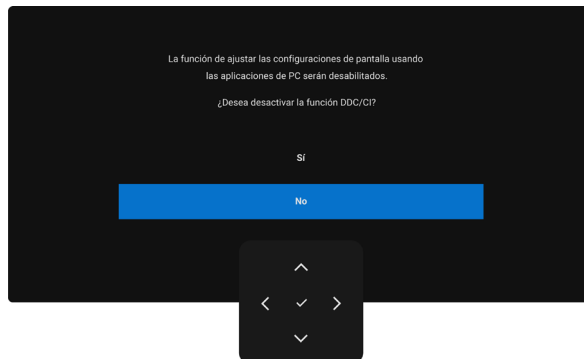 La función de ajustar las configuraciones de pantalla usando
las aplicaciones de PC serán desabilitados.
¿Desea desactivar la función DDC/CI?
Sí
No